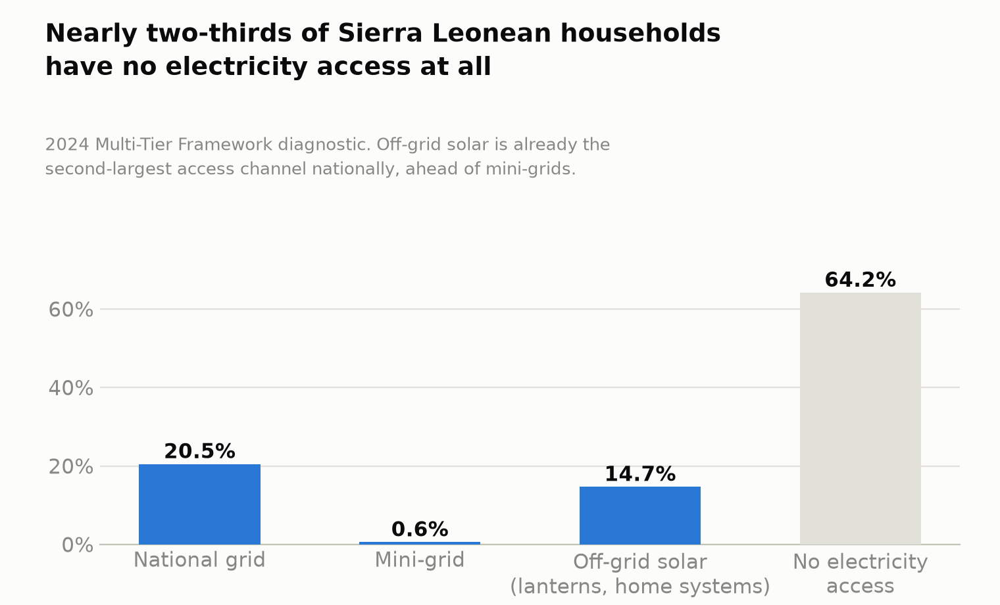 Nearly two-thirds of Sierra Leonean households
have no electricity access at all
2024 Multi-Tier Framework diagnostic. Off-grid solar is already the
second-largest access channel nationally, ahead of mini-grids.
64.2%
60%
40%
20.5%
20%
14.7%
0.6%
0%
National grid
Mini-grid
Off-grid solar
(lanterns, home systems)
No electricity
access